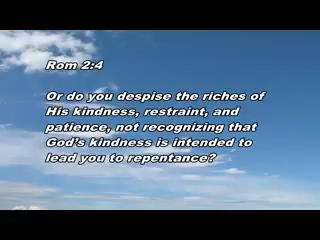 Rom 2:4
Or do you despise the riches of
His kindness, restraint, and
patience, not recognizing that
God's kindness is intended to
lead you to repentance?